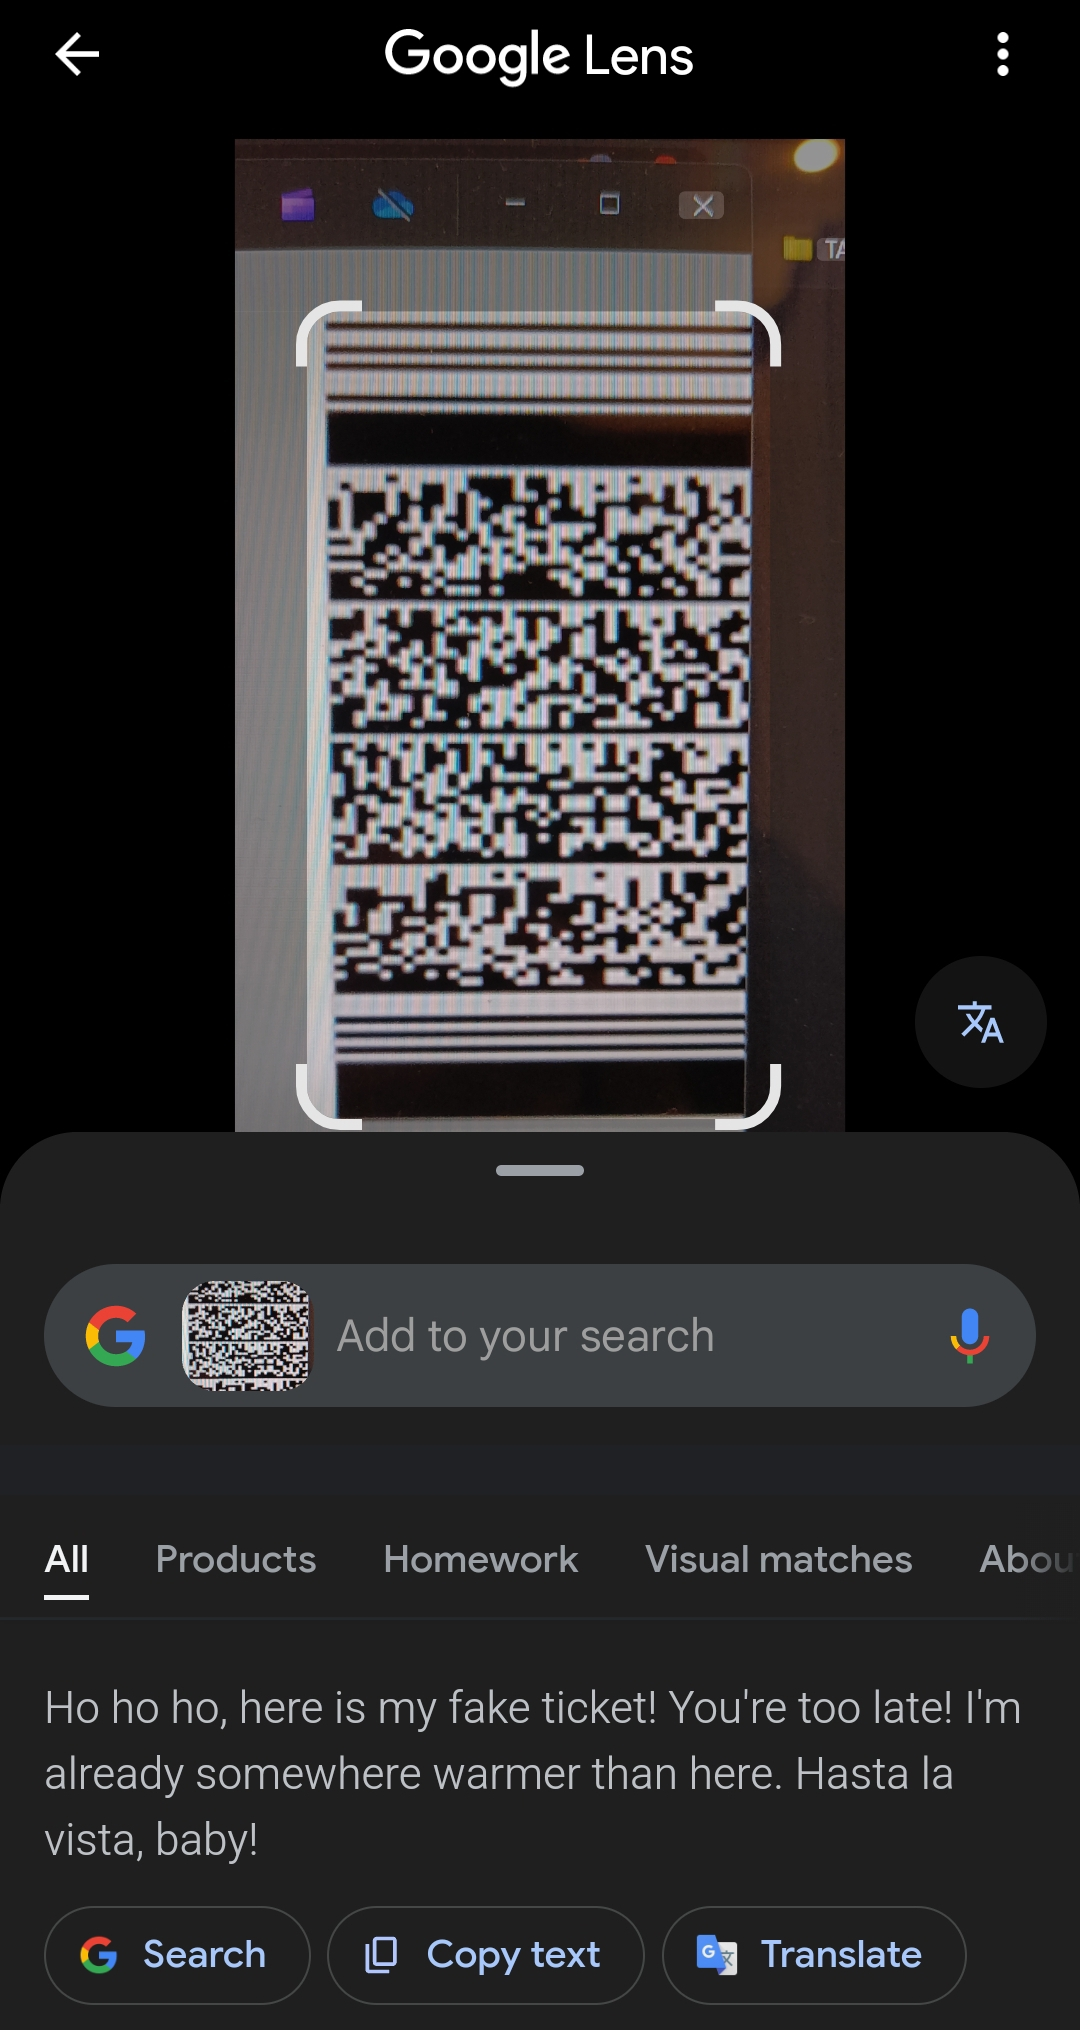 Google Lens
TA
Add to your search
All Products Homework Visual matches Abou
Ho ho ho, here is my fake ticket! You're too late! I'm
already somewhere warmer than here. Hasta la
vista, baby!
Search Copy text Translate